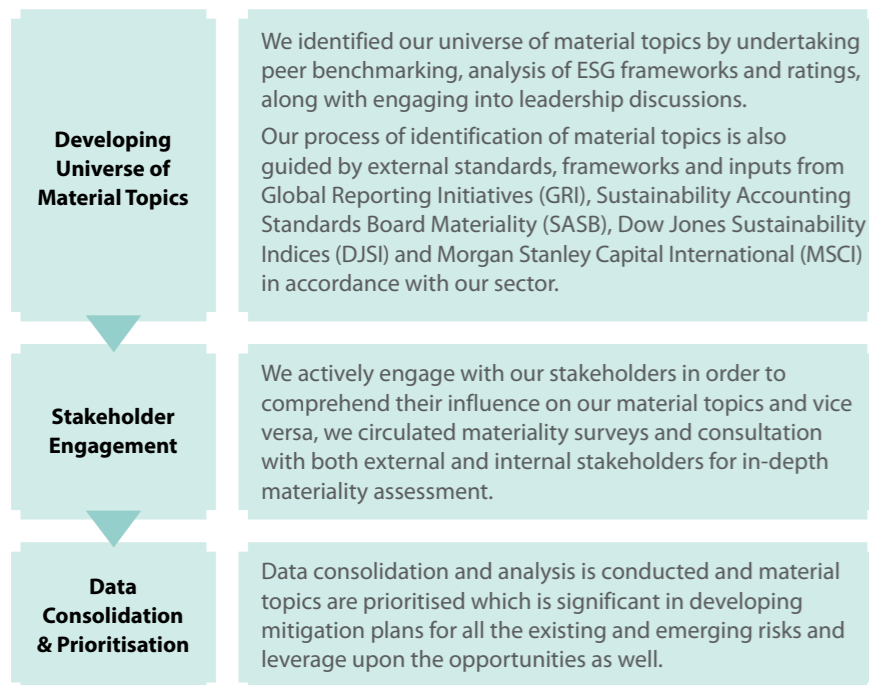 Developing
Universe of
Material Topics
We identified our universe of material topics by undertaking
peer benchmarking, analysis of ESG frameworks and ratings,
along with engaging into leadership discussions.
Our process of identification of material topics is also
guided by external standards, frameworks and inputs from
Global Reporting Initiatives (GRI), Sustainability Accounting
Standards Board Materiality (SASB), Dow Jones Sustainability
Indices (DJSI) and Morgan Stanley Capital International (MSCI)
in accordance with our sector.
Stakeholder
Engagement
We actively engage with our stakeholders in order to
comprehend their influence on our material topics and vice
versa, we circulated materiality surveys and consultation
with both external and internal stakeholders for in-depth
materiality assessment.
Data
Consolidation
& Prioritisation
Data consolidation and analysis is conducted and material
topics are prioritised which is significant in developing
mitigation plans for all the existing and emerging risks and
leverage upon the opportunities as well.